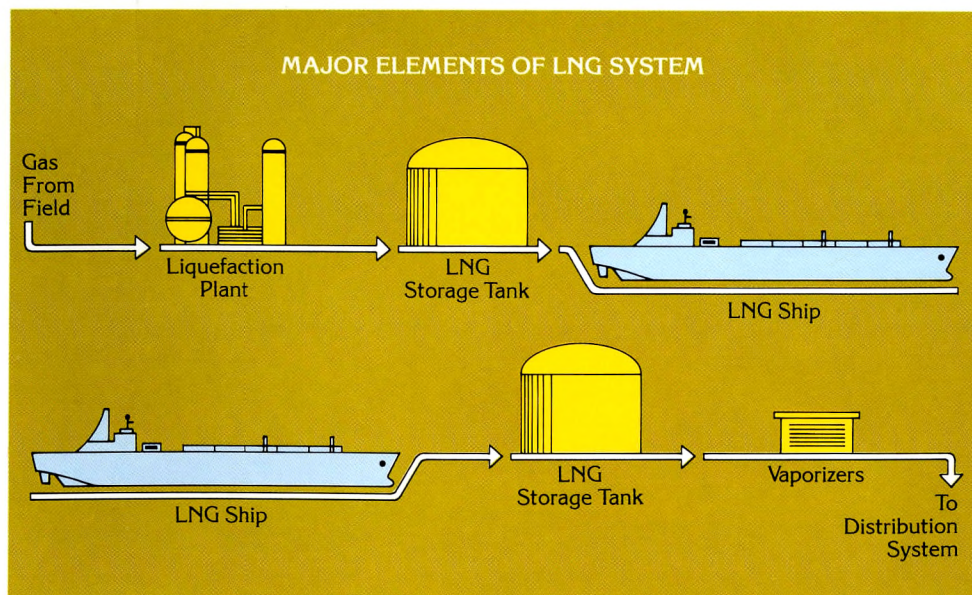 MAJOR ELEMENTS OF LNG SYSTEM
Gas
From
Field
Liquefaction
Plant
LNG
Storage Tank
LNG Ship
LNG Ship
LNG
Storage Tank
Vaporizers
To
Distribution
System